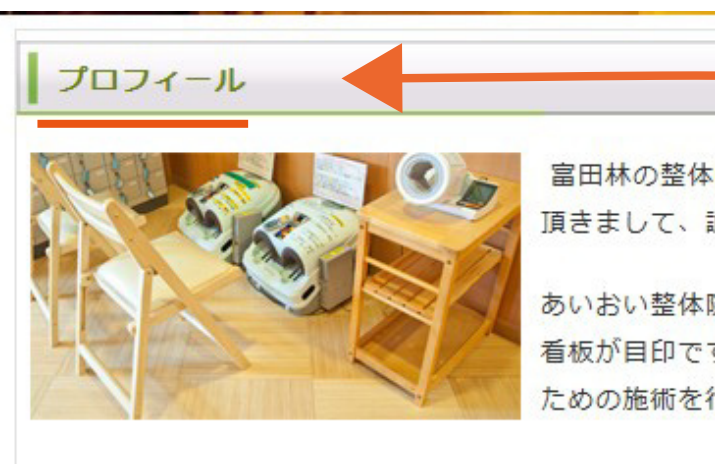 プロフィール
富田林の整体
頂きまして、
あいおい整体
看板が目印で
ための施術を